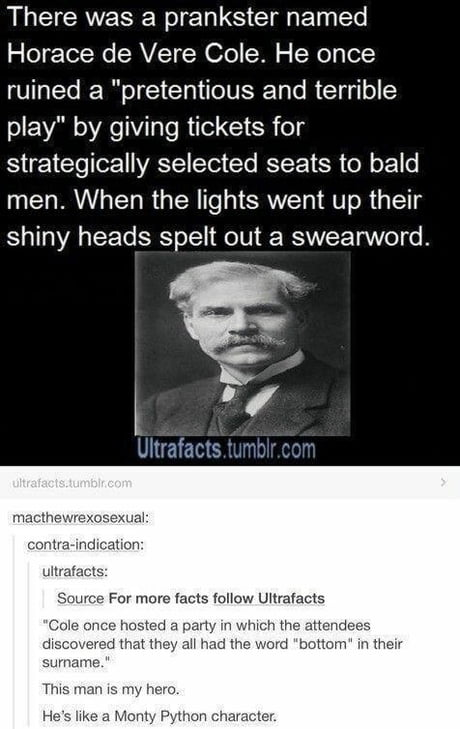 There was a prankster named
Horace de Vere Cole. He once
ruined a "pretentious and terrible
play" by giving tickets for
strategically selected seats to bald
men. When the lights went up their
shiny heads spelt out a swearword.
Ultrafacts.tumblr.com
ultrafacts.tumblr.com >
macthewrexosexual:
contra-indication:
ultrafacts:
Source For more facts follow Ultrafacts
"Cole once hosted a party in which the attendees
discovered that they all had the word "bottom" in their
surname."
This man is my hero.
He's like a Monty Python character.